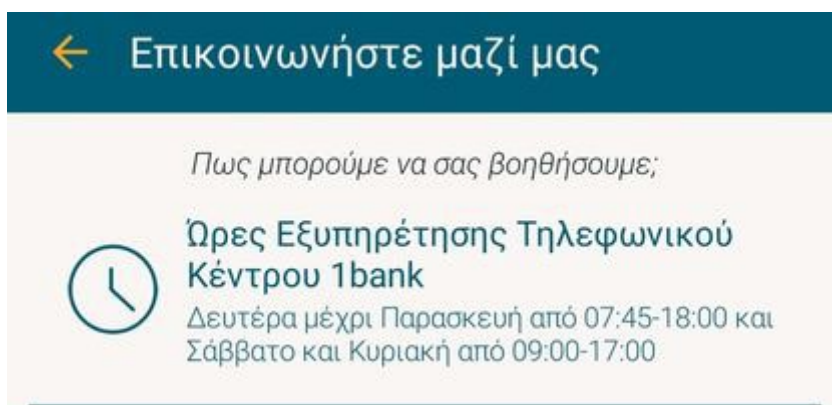 Επικοινωνήστε μαζί μας
Πως μπορούμε να σας βοηθήσουμε;
Ώρες Εξυπηρέτησης Τηλεφωνικού
Κέντρου 1bank
Δευτέρα μέχρι Παρασκευή από 07:45-18:00 και
Σάββατο και Κυριακή από 09:00-17:00